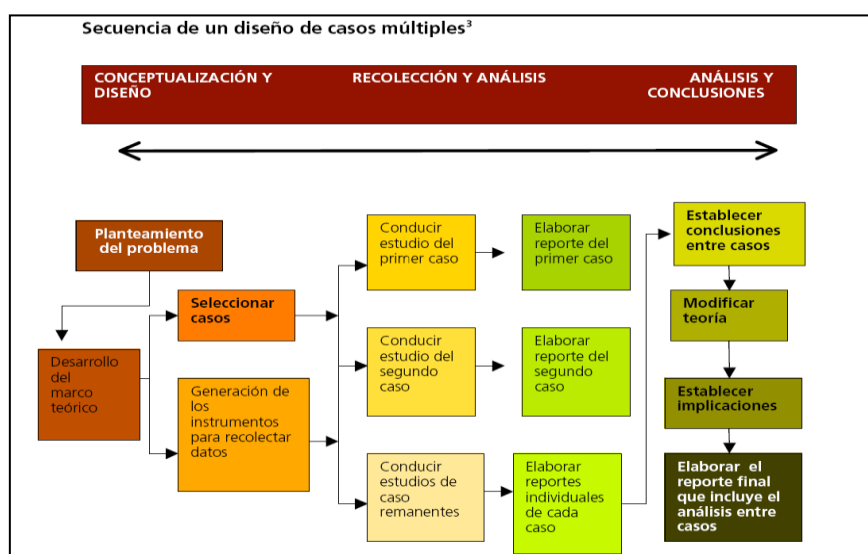 Secuencia de un diseño de casos múltiples³
CONCEPTUALIZACIÓN Y
DISEÑO
RECOLECCIÓN Y ANÁLISIS
ANÁLISIS Y
CONCLUSIONES
Planteamiento
del problema
Desarrollo
del
marco
teórico
Seleccionar
casos
Generación de
los
instrumentos
para recolectar
datos
Conducir
estudio del
primer caso
Elaborar
reporte del
primer caso
Conducir
estudio del
segundo caso
Elaborar
reporte del
segundo
caso
Conducir
estudios de
caso
remanentes
Elaborar
reportes
individuales
de cada
caso
Establecer
conclusiones
entre casos
Modificar
teoría
Establecer
implicaciones
Elaborar el
reporte final
que incluye el
análisis entre
casos